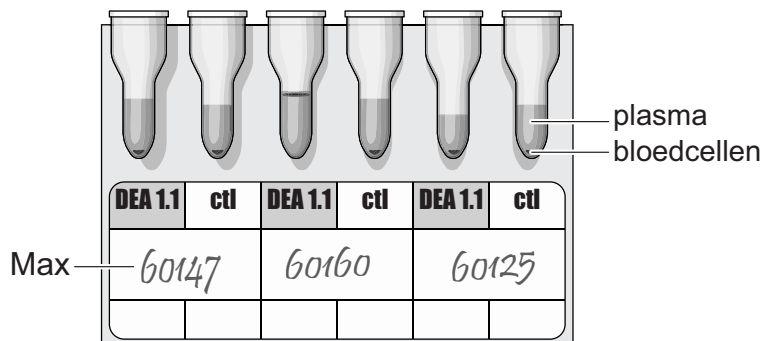 plasma
bloedcellen
DEA 1.1 ctl DEA 1.1 ctl DEA 1.1 ctl
Max 60147 60160 60125